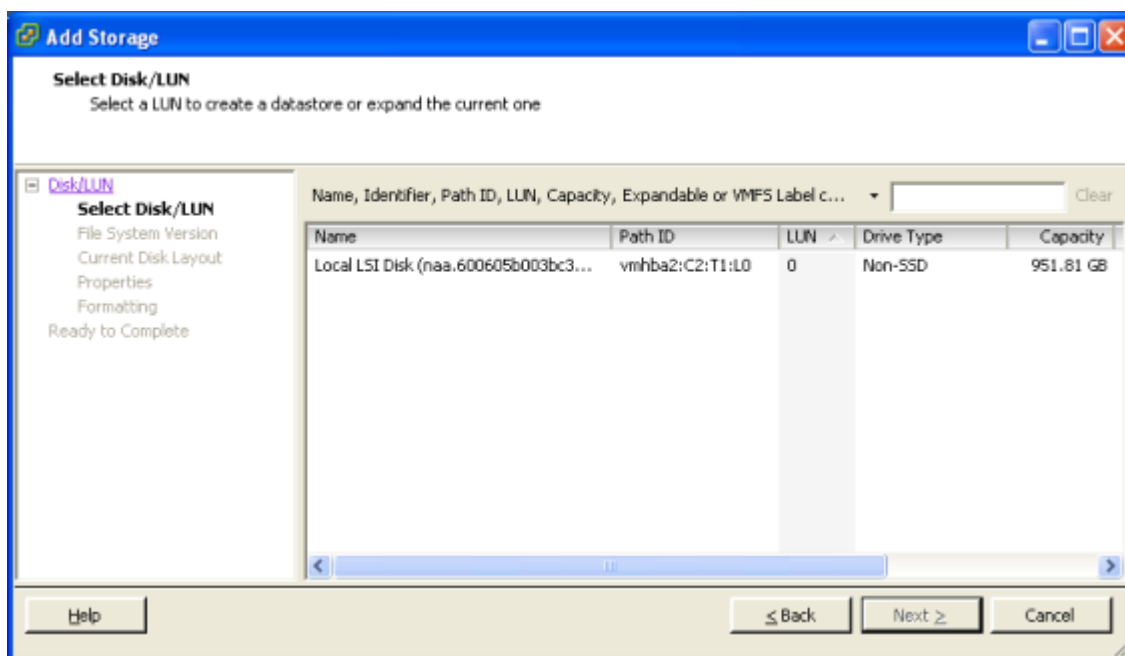 Add Storage
Select Disk/LUN
Select a LUN to create a datastore or expand the current one
Disk/LUN
Select Disk/LUN
File System Version
Current Disk Layout
Properties
Formatting
Ready to Complete
Name, Identifier, Path ID, LUN, Capacity, Expandable or VMFS Label c... Clear
Name Path ID LUN Drive Type Capacity
Local LSI Disk (naa.600605b003bc3... vmhba2:C2:T1:L0 0 Non-SSD 951.81 GB
Help ≤ Back Next ≥ Cancel